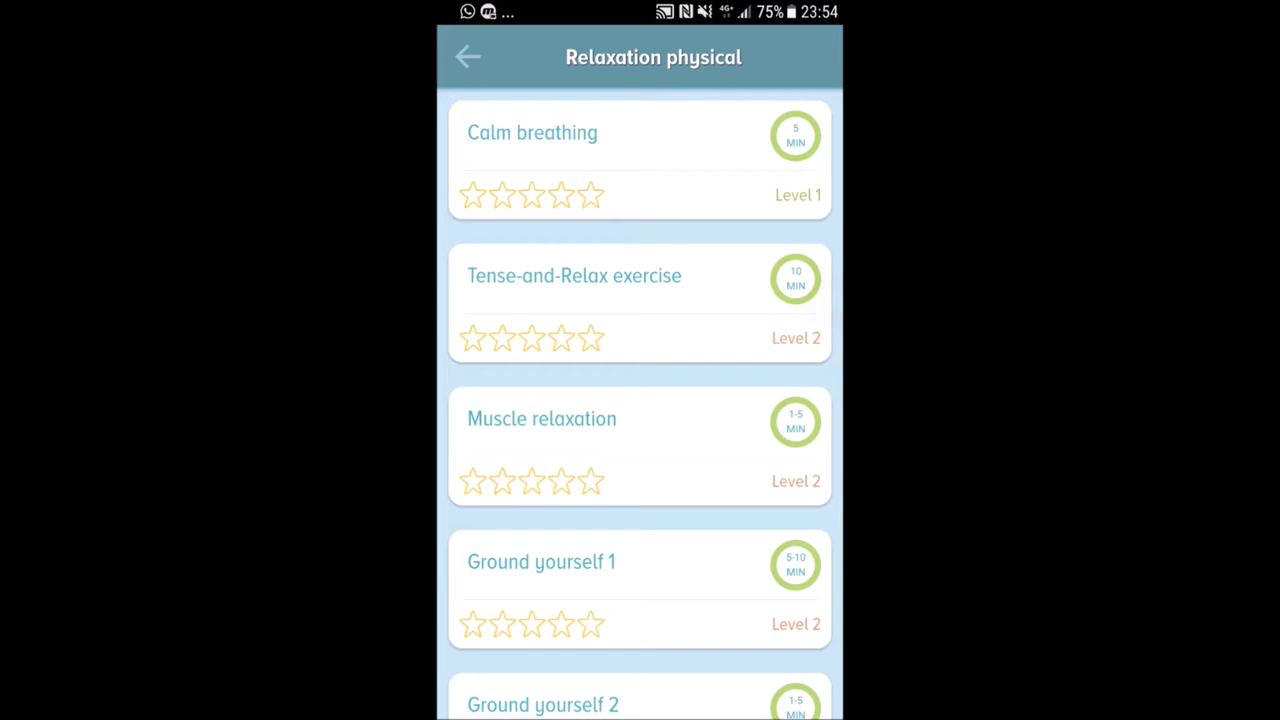 ... 4G+ 75% 23:54
Relaxation physical
Calm breathing
5
MIN
Level 1
Tense-and-Relax exercise
10
MIN
Level 2
Muscle relaxation
1-5
MIN
Level 2
Ground yourself 1
5-10
MIN
Level 2
Ground yourself 2
1-5
MIN